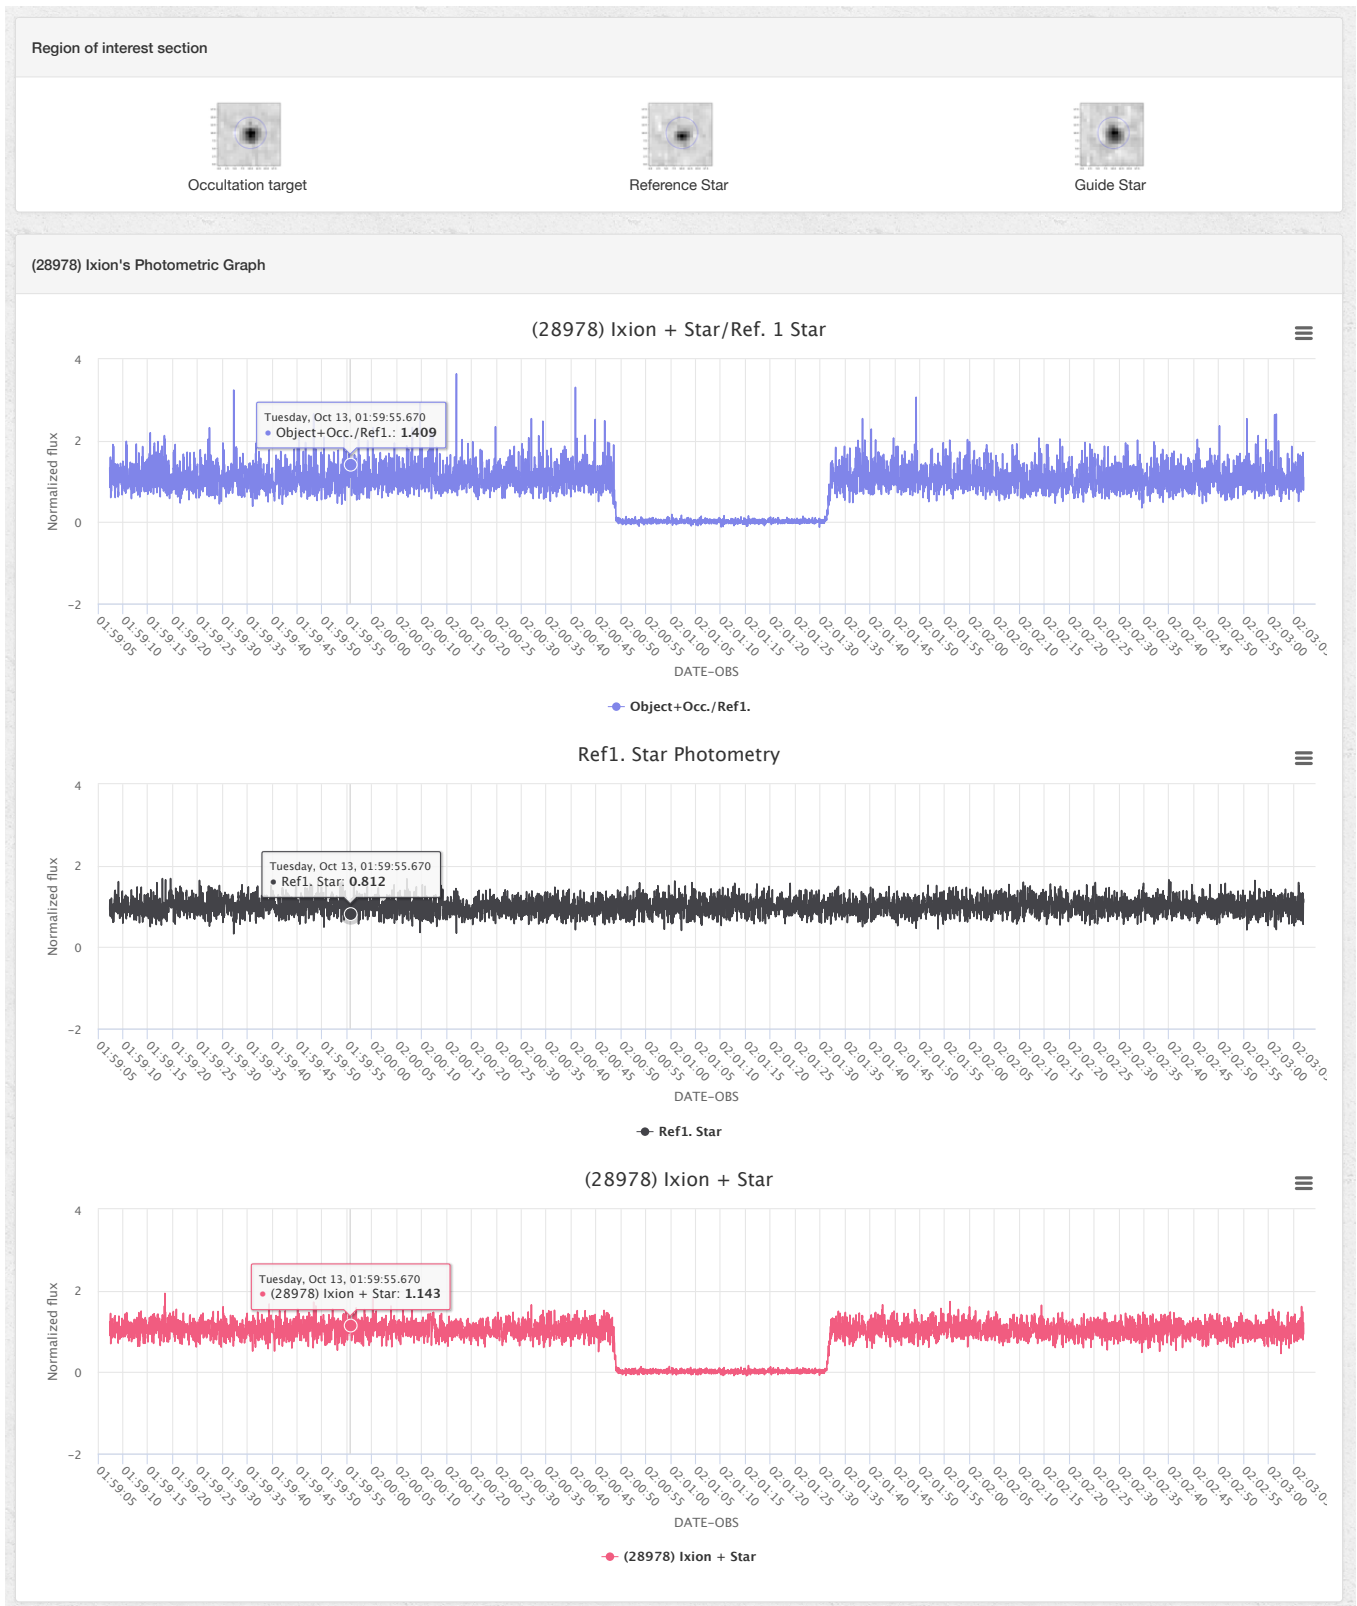 Region of interest section
Occultation target
Reference Star
Guide Star
(28978) Ixion's Photometric Graph
(28978) Ixion + Star/Ref. 1 Star
Normalized flux
4
2
0
−2
Tuesday, Oct 13, 01:59:55.670
● Object+Occ./Ref1.: 1.409
01:59:05 01:59:10 01:59:15 01:59:20 01:59:25 01:59:30 01:59:35 01:59:40 01:59:45 01:59:50 01:59:55 02:00:00 02:00:05 02:00:10 02:00:15 02:00:20 02:00:25 02:00:30 02:00:35 02:00:40 02:00:45 02:00:50 02:00:55 02:01:00 02:01:05 02:01:10 02:01:15 02:01:20 02:01:25 02:01:30 02:01:35 02:01:40 02:01:45 02:01:50 02:01:55 02:02:00 02:02:05 02:02:10 02:02:15 02:02:20 02:02:25 02:02:30 02:02:35 02:02:40 02:02:45 02:02:50 02:02:55 02:03:00 02:03:0..
DATE-OBS
Object+Occ./Ref1.
Ref1. Star Photometry
Normalized flux
4
2
0
−2
Tuesday, Oct 13, 01:59:55.670
● Ref1. Star: 0.812
01:59:05 01:59:10 01:59:15 01:59:20 01:59:25 01:59:30 01:59:35 01:59:40 01:59:45 01:59:50 01:59:55 02:00:00 02:00:05 02:00:10 02:00:15 02:00:20 02:00:25 02:00:30 02:00:35 02:00:40 02:00:45 02:00:50 02:00:55 02:01:00 02:01:05 02:01:10 02:01:15 02:01:20 02:01:25 02:01:30 02:01:35 02:01:40 02:01:45 02:01:50 02:01:55 02:02:00 02:02:05 02:02:10 02:02:15 02:02:20 02:02:25 02:02:30 02:02:35 02:02:40 02:02:45 02:02:50 02:02:55 02:03:00 02:03:0..
DATE-OBS
Ref1. Star
(28978) Ixion + Star
Normalized flux
4
2
0
−2
Tuesday, Oct 13, 01:59:55.670
● (28978) Ixion + Star: 1.143
01:59:05 01:59:10 01:59:15 01:59:20 01:59:25 01:59:30 01:59:35 01:59:40 01:59:45 01:59:50 01:59:55 02:00:00 02:00:05 02:00:10 02:00:15 02:00:20 02:00:25 02:00:30 02:00:35 02:00:40 02:00:45 02:00:50 02:00:55 02:01:00 02:01:05 02:01:10 02:01:15 02:01:20 02:01:25 02:01:30 02:01:35 02:01:40 02:01:45 02:01:50 02:01:55 02:02:00 02:02:05 02:02:10 02:02:15 02:02:20 02:02:25 02:02:30 02:02:35 02:02:40 02:02:45 02:02:50 02:02:55 02:03:00 02:03:0..
DATE-OBS
(28978) Ixion + Star